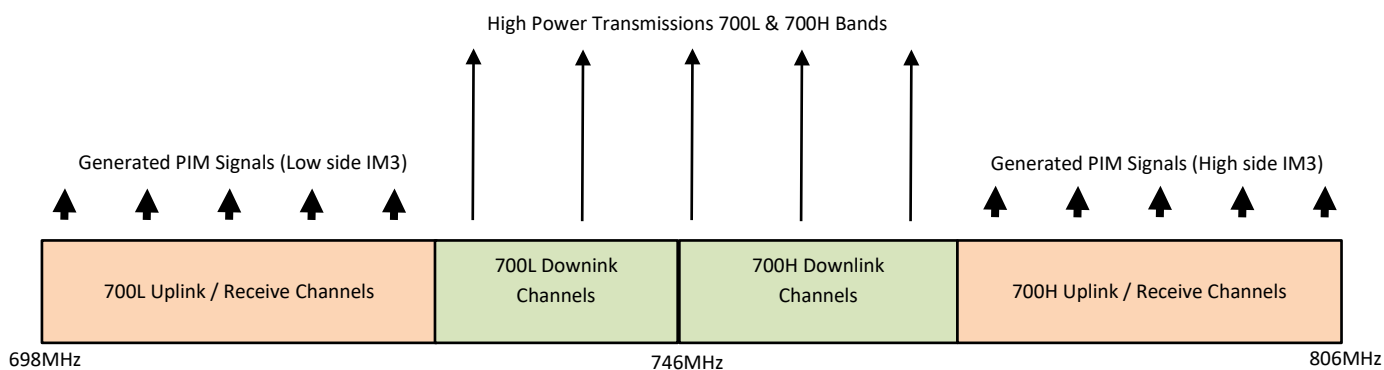 High Power Transmissions 700L & 700H Bands
Generated PIM Signals (Low side IM3)
Generated PIM Signals (High side IM3)
700L Uplink / Receive Channels
700L Downink
Channels
700H Downlink
Channels
700H Uplink / Receive Channels
698MHz
746MHz
806MHz